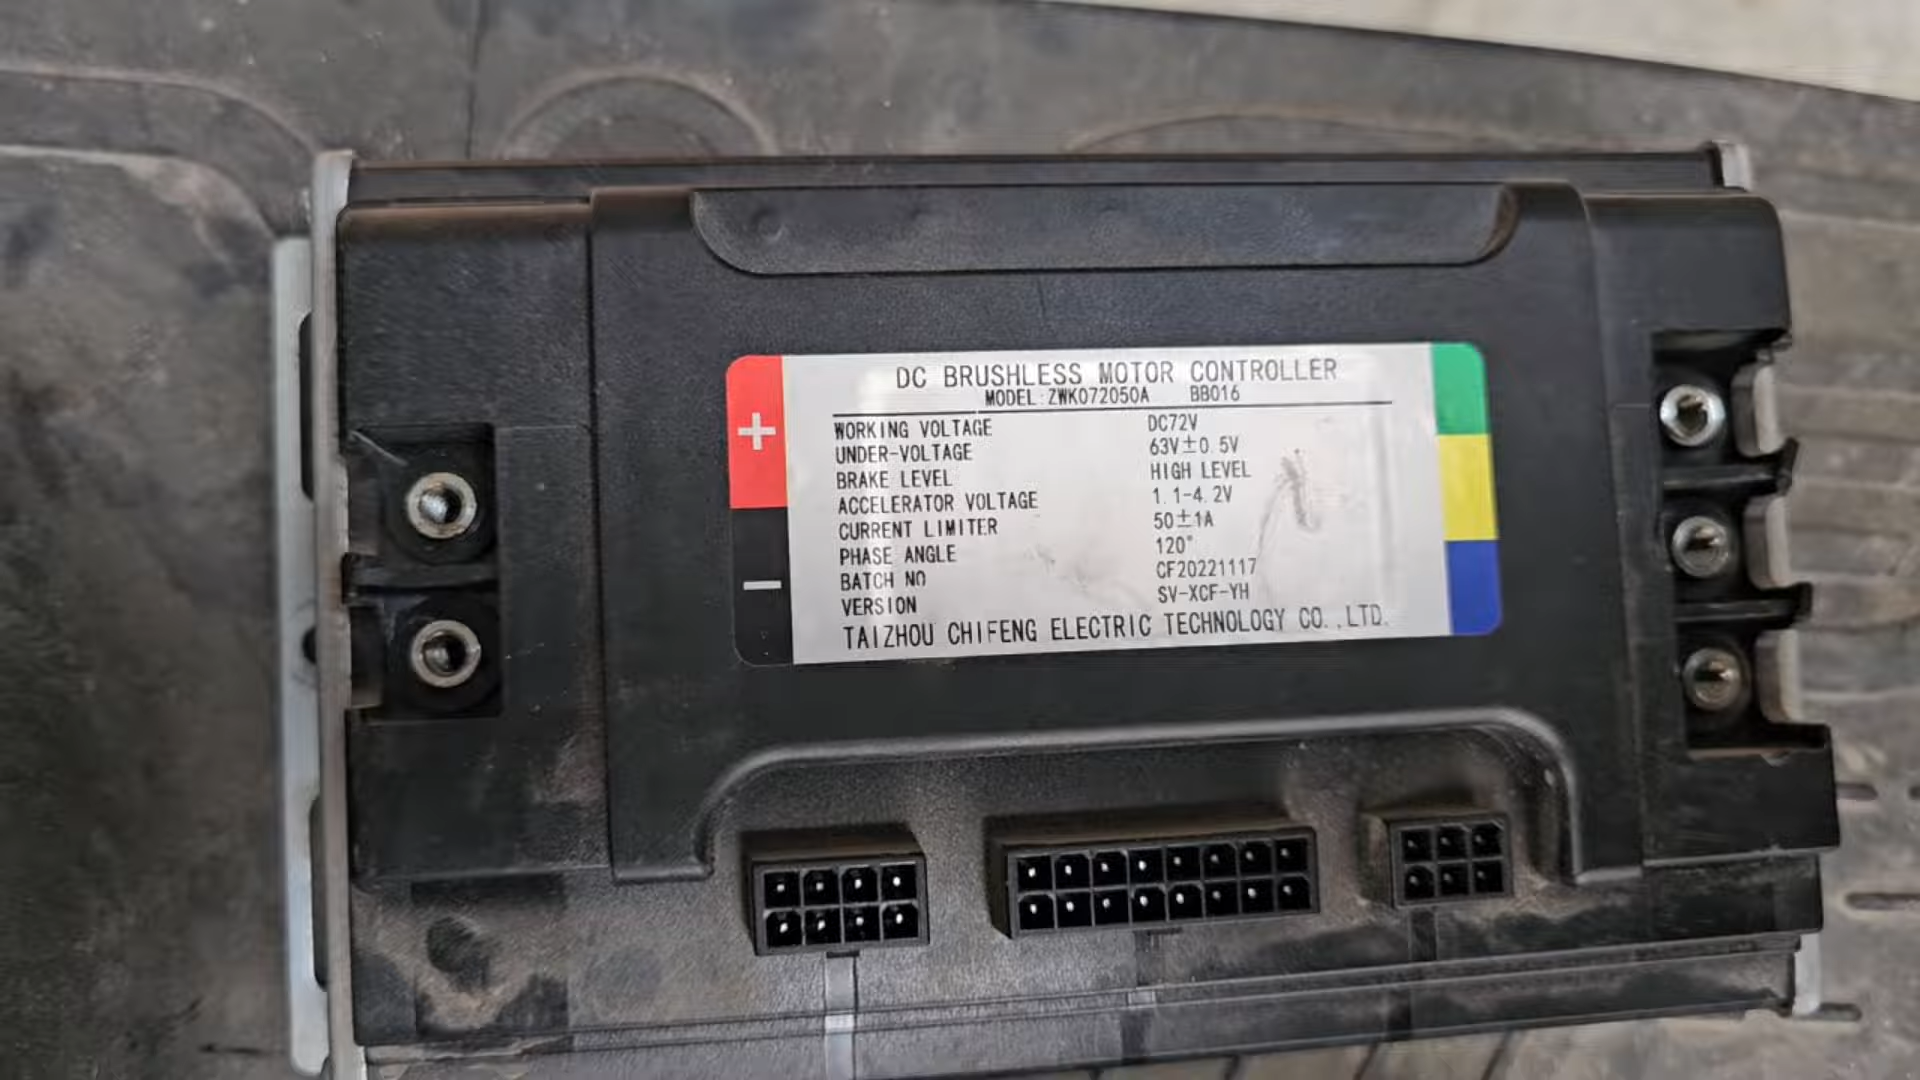 DC BRUSHLESS MOTOR CONTROLLER
MODEL:ZWK072050A BB016
WORKING VOLTAGE DC72V
UNDER-VOLTAGE 63V±0.5V
BRAKE LEVEL HIGH LEVEL
ACCELERATOR VOLTAGE 1.1-4.2V
CURRENT LIMITER 50±1A
PHASE ANGLE 120°
BATCH NO CF20221117
VERSION SV-XCF-YH
TAIZHOU CHIFENG ELECTRIC TECHNOLOGY CO.,LTD.
+
−